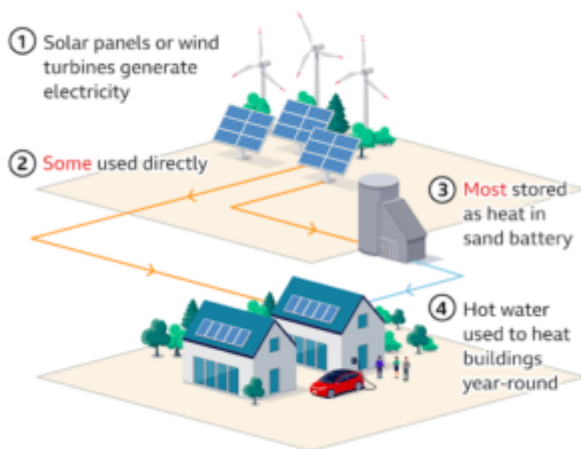 1 Solar panels or wind
turbines generate
electricity
2 Some used directly
3 Most stored
as heat in
sand battery
4 Hot water
used to heat
buildings
year-round